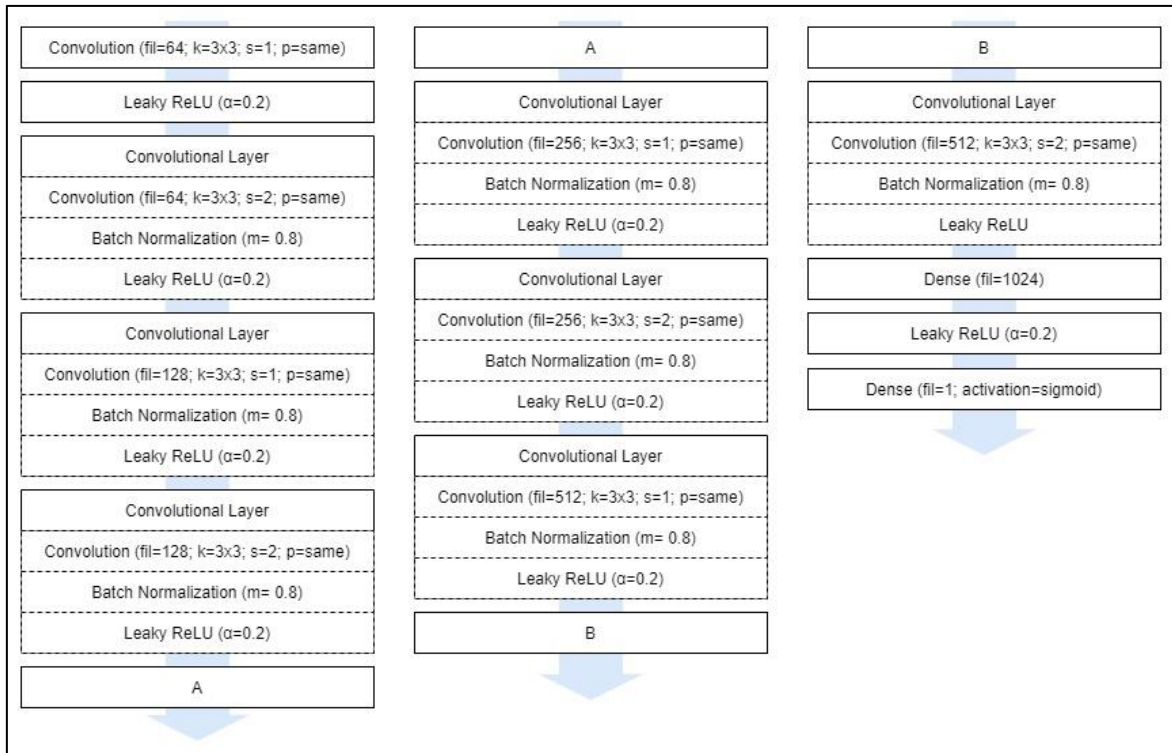 Convolution (fil=64; k=3x3; s=1; p=same)
Leaky ReLU (α=0.2)
Convolutional Layer
Convolution (fil=64; k=3x3; s=2; p=same)
Batch Normalization (m= 0.8)
Leaky ReLU (α=0.2)
Convolutional Layer
Convolution (fil=128; k=3x3; s=1; p=same)
Batch Normalization (m= 0.8)
Leaky ReLU (α=0.2)
Convolutional Layer
Convolution (fil=128; k=3x3; s=2; p=same)
Batch Normalization (m= 0.8)
Leaky ReLU (α=0.2)
A
A
Convolutional Layer
Convolution (fil=256; k=3x3; s=1; p=same)
Batch Normalization (m= 0.8)
Leaky ReLU (α=0.2)
Convolutional Layer
Convolution (fil=256; k=3x3; s=2; p=same)
Batch Normalization (m= 0.8)
Leaky ReLU (α=0.2)
Convolutional Layer
Convolution (fil=512; k=3x3; s=1; p=same)
Batch Normalization (m= 0.8)
Leaky ReLU (α=0.2)
B
B
Convolutional Layer
Convolution (fil=512; k=3x3; s=2; p=same)
Batch Normalization (m= 0.8)
Leaky ReLU
Dense (fil=1024)
Leaky ReLU (α=0.2)
Dense (fil=1; activation=sigmoid)